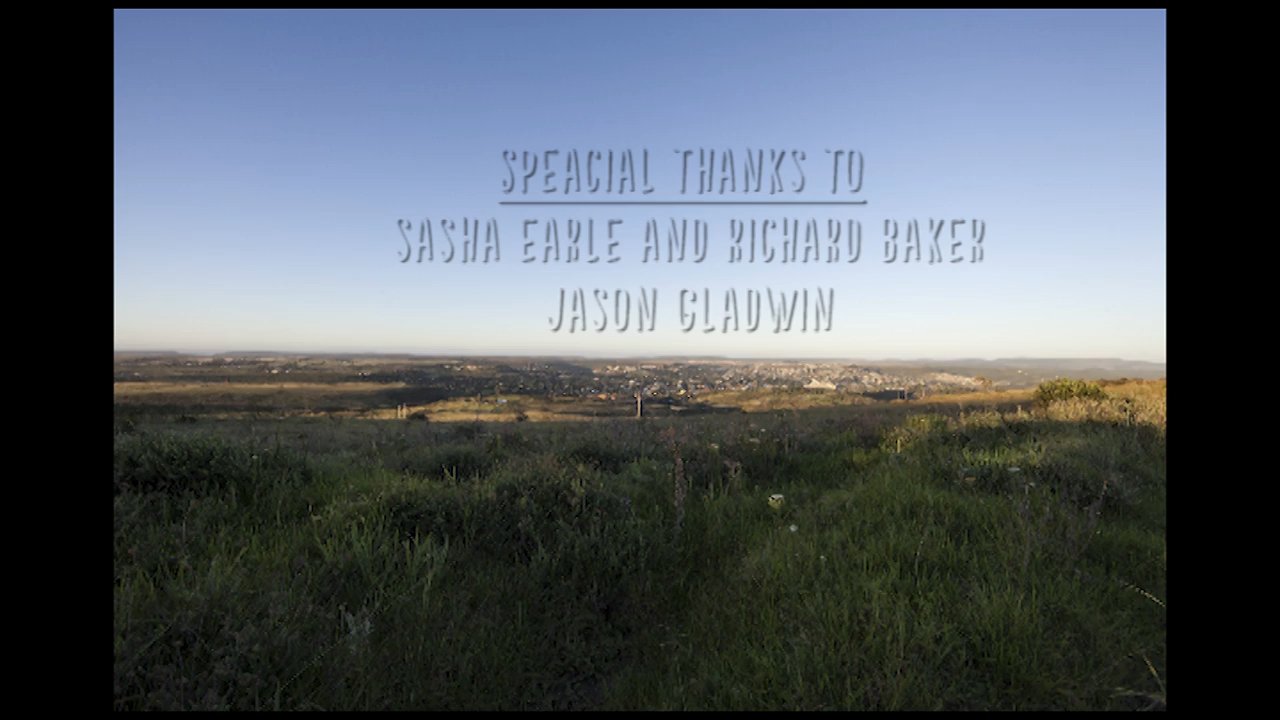 SPEACIAL THANKS TO
SASHA EARLE AND RICHARD BAKER
JASON GLADWIN